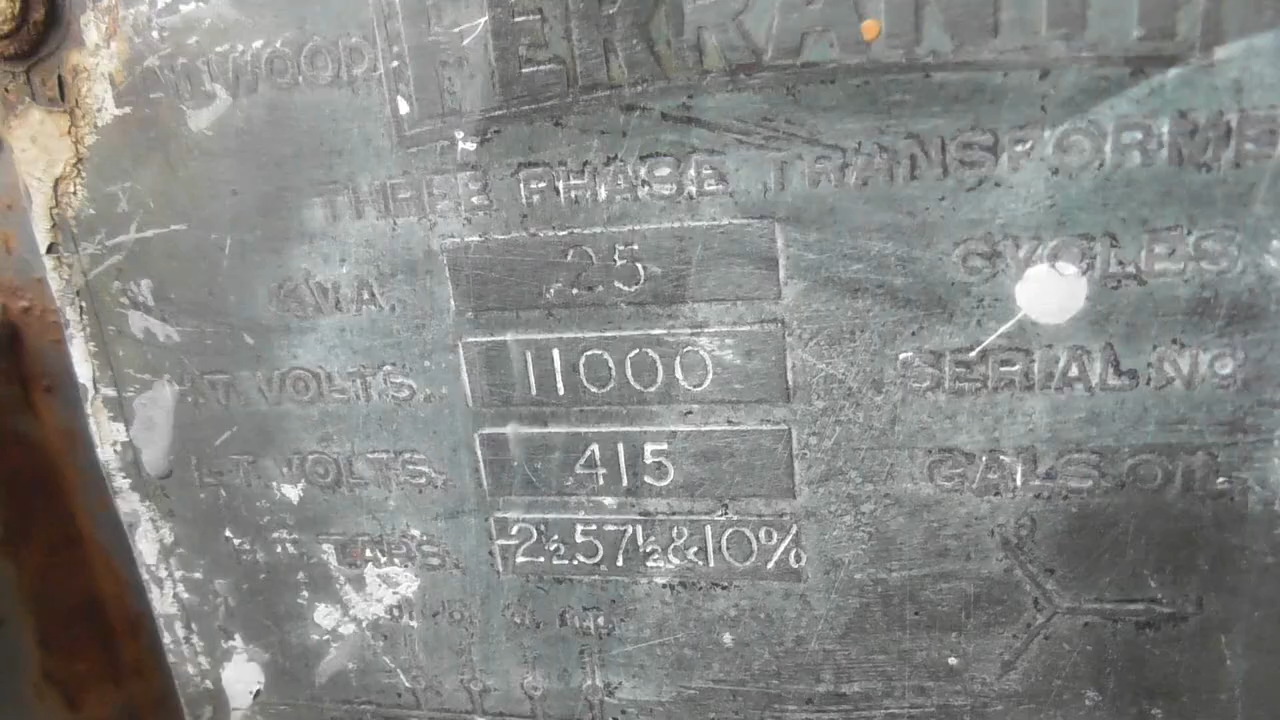 FERRANTI
THREE PHASE TRANSFORME
K.V.A. 25 CYCLES
H.T. VOLTS. 11000 SERIAL No
L.T. VOLTS. 415 GALS. OIL
H.T. TAPS. -2½.5.7½&10%